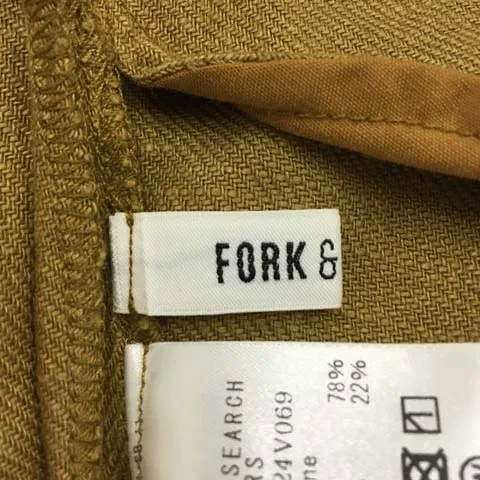 FORK &
SEARCH
RS
24V069
ne
78%
22%